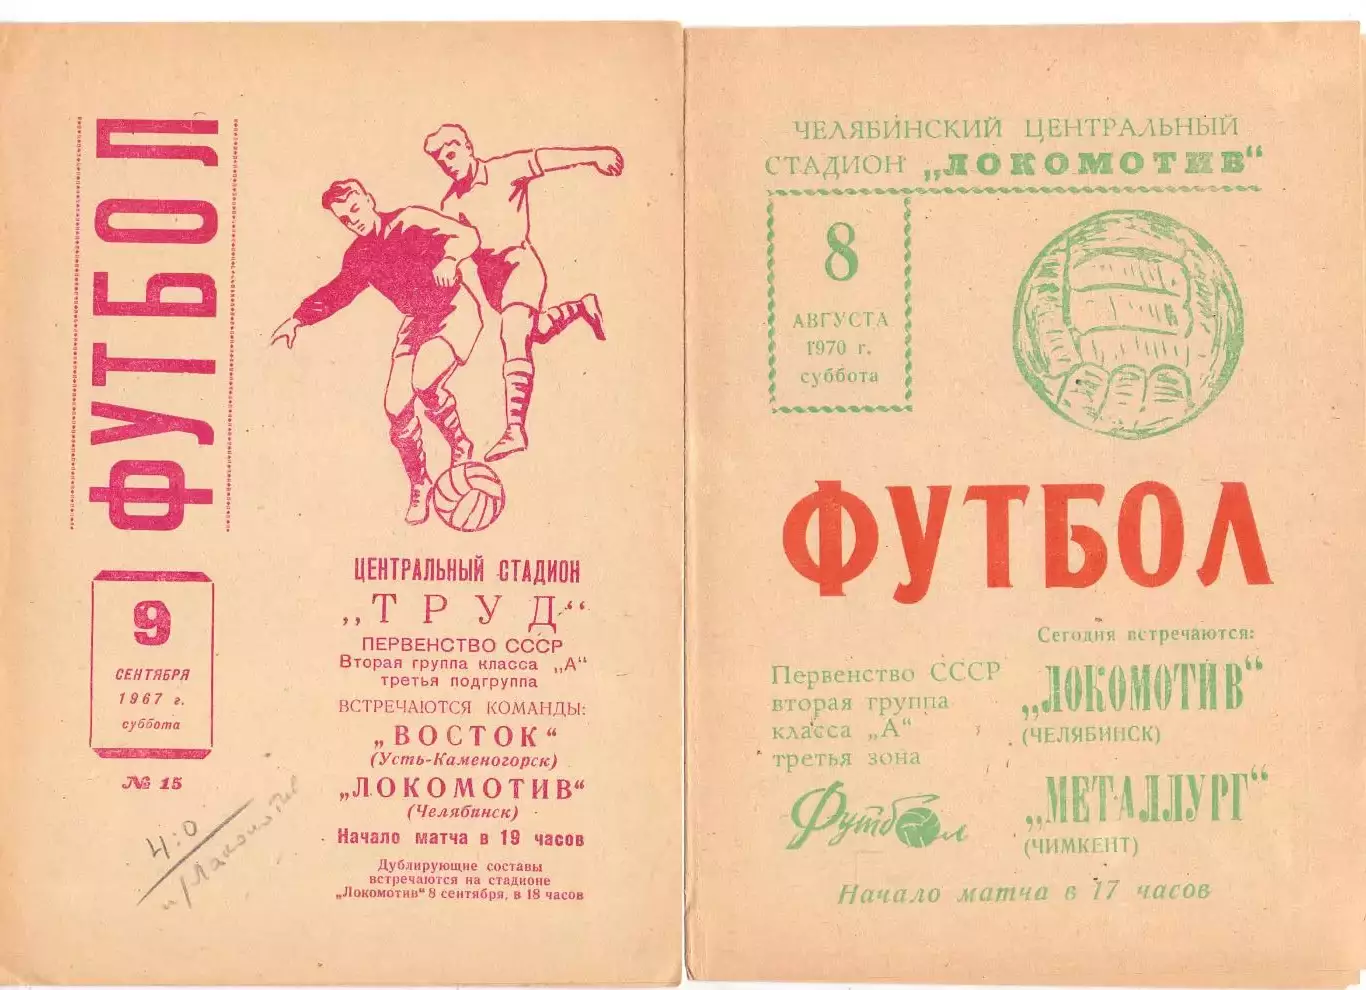 ФУТБОЛ
9
СЕНТЯБРЯ
1967 г.
суббота
№ 15
4:0
ЦЕНТРАЛЬНЫЙ СТАДИОН
„ТРУД“
ПЕРВЕНСТВО СССР
Вторая группа класса „А“
третья подгруппа
ВСТРЕЧАЮТСЯ КОМАНДЫ:
„ВОСТОК“
(Усть-Каменогорск)
„ЛОКОМОТИВ“
(Челябинск)
Начало матча в 19 часов
Дублирующие составы
встречаются на стадионе
„Локомотив“ 8 сентября, в 18 часов
ЧЕЛЯБИНСКИЙ ЦЕНТРАЛЬНЫЙ
СТАДИОН „ЛОКОМОТИВ“
8
АВГУСТА
1970 г.
суббота
ФУТБОЛ
Сегодня встречаются:
Первенство СССР
вторая группа
класса „А“
третья зона
„ЛОКОМОТИВ“
(ЧЕЛЯБИНСК)
„МЕТАЛЛУРГ“
(ЧИМКЕНТ)
Футбол
Начало матча в 17 часов